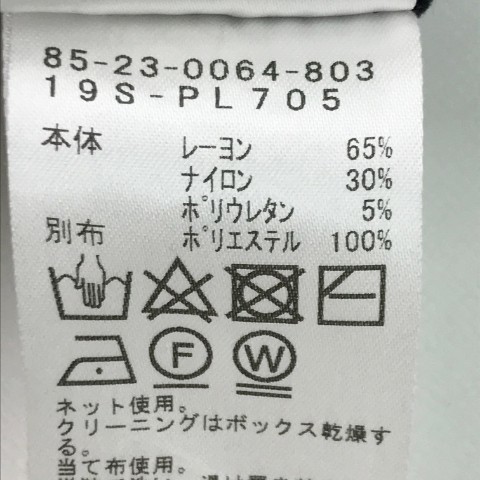 85-23-0064-803
19S-PL705
本体 レーヨン 65%
ナイロン 30%
ポリウレタン 5%
別布 ポリエステル 100%
F W
ネット使用。
クリーニングはボックス乾燥す
る。
当て布使用。